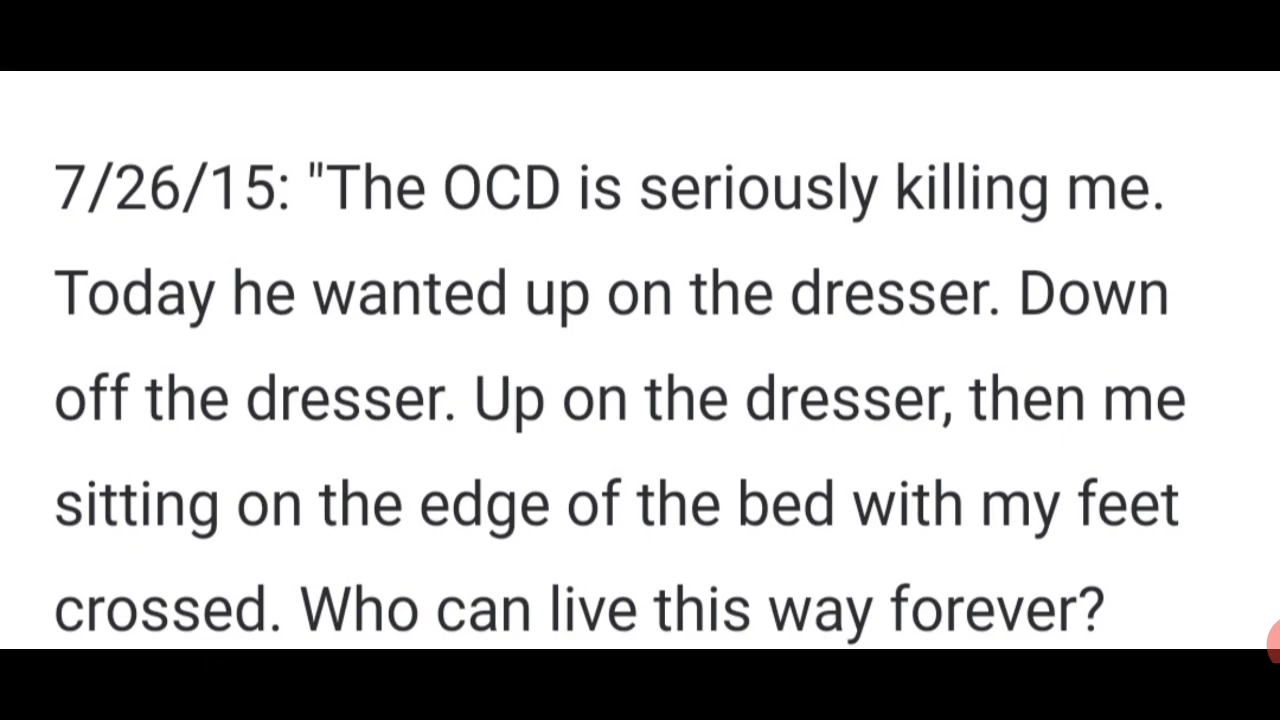 7/26/15: "The OCD is seriously killing me.
Today he wanted up on the dresser. Down
off the dresser. Up on the dresser, then me
sitting on the edge of the bed with my feet
crossed. Who can live this way forever?